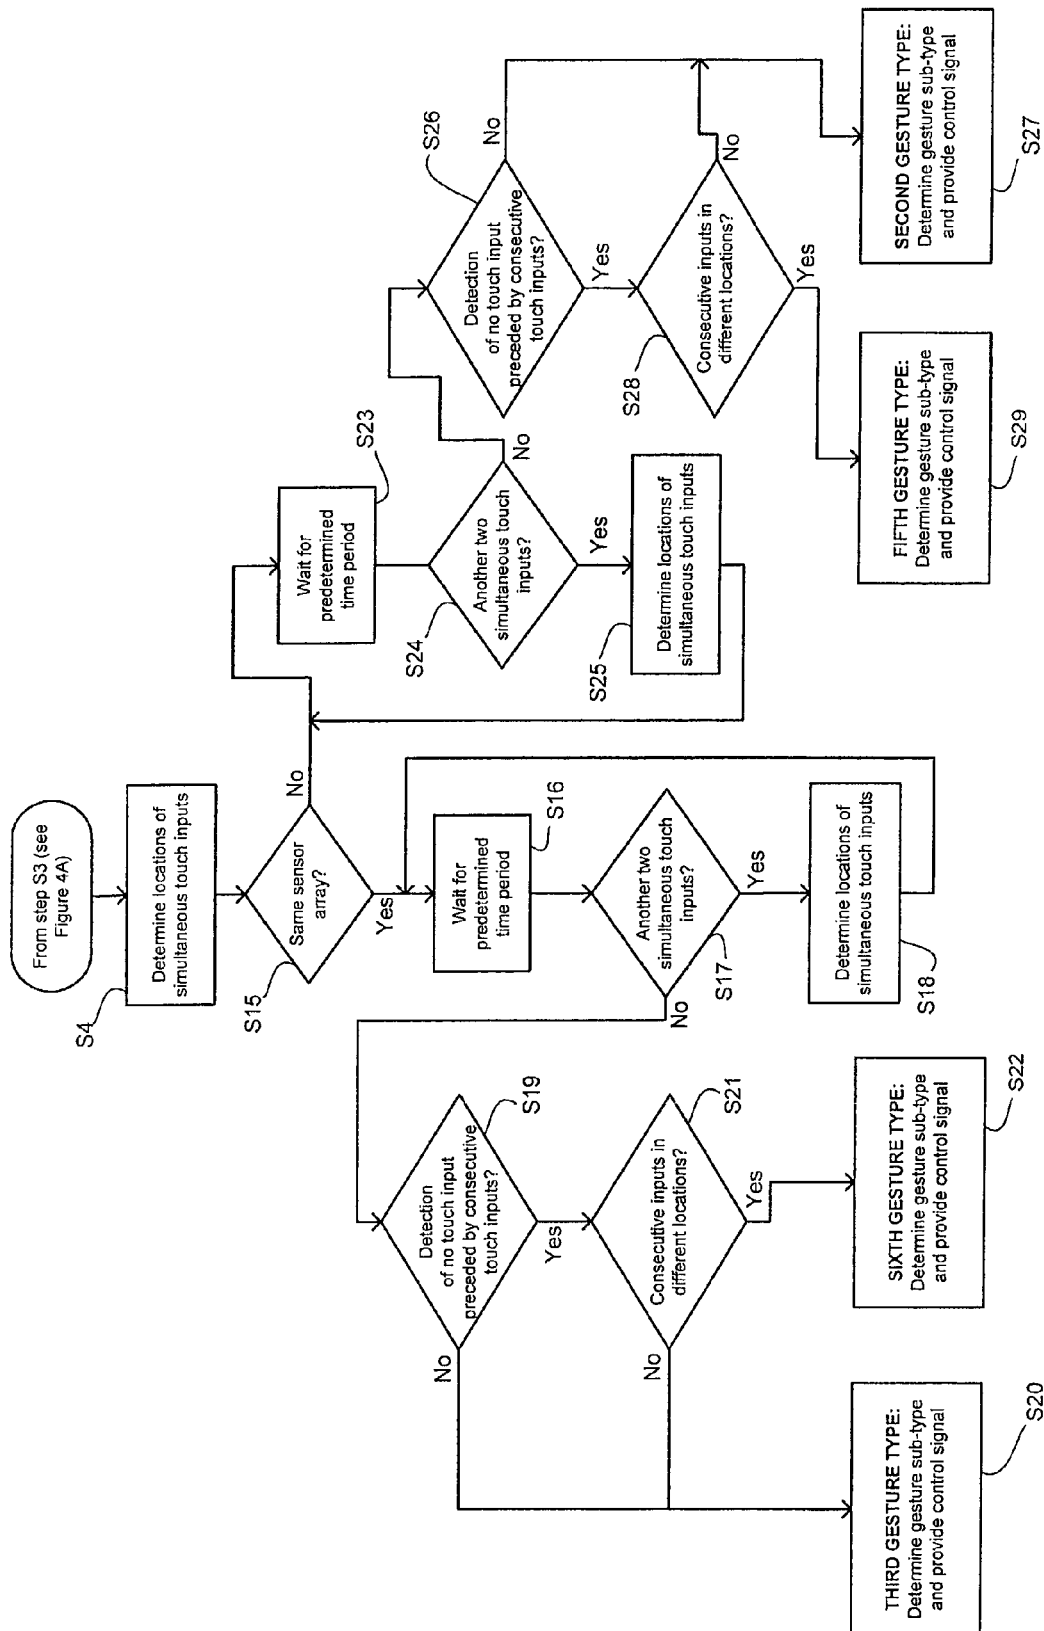 From step S3 (see
Figure 4A)
S4
Determine locations of
simultaneous touch inputs
S15
Same sensor
array?
No
Yes
S16
Wait for
predetermined
time period
S17
Another two
simultaneous touch
inputs?
No
Yes
S18
Determine locations of
simultaneous touch inputs
S19
Detection
of no touch input
preceded by consecutive
touch inputs?
No
Yes
S21
Consecutive inputs in
different locations?
No
Yes
THIRD GESTURE TYPE:
Determine gesture sub-type
and provide control signal
S20
SIXTH GESTURE TYPE:
Determine gesture sub-type
and provide control signal
S22
S23
Wait for
predetermined
time period
S24
Another two
simultaneous touch
inputs?
No
Yes
S25
Determine locations of
simultaneous touch inputs
S26
Detection
of no touch input
preceded by consecutive
touch inputs?
No
Yes
S28
Consecutive inputs in
different locations?
No
Yes
FIFTH GESTURE TYPE:
Determine gesture sub-type
and provide control signal
S29
SECOND GESTURE TYPE:
Determine gesture sub-type
and provide control signal
S27